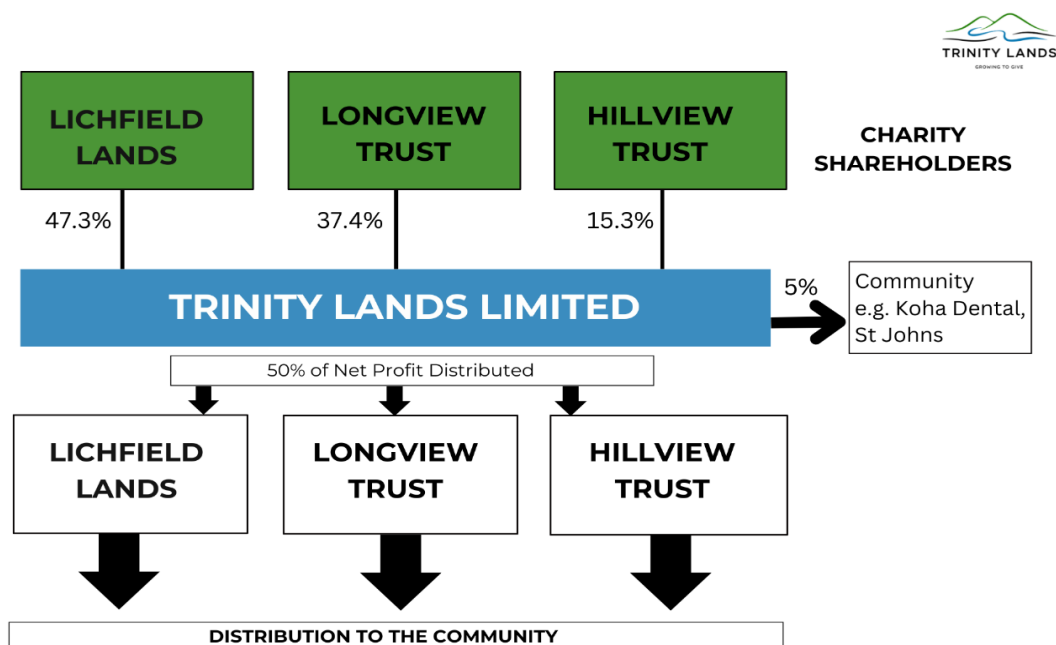 TRINITY LANDS
GROWING TO GIVE
LICHFIELD
LANDS
LONGVIEW
TRUST
HILLVIEW
TRUST
CHARITY
SHAREHOLDERS
47.3%
37.4%
15.3%
TRINITY LANDS LIMITED
5%
Community
e.g. Koha Dental,
St Johns
50% of Net Profit Distributed
LICHFIELD
LANDS
LONGVIEW
TRUST
HILLVIEW
TRUST
DISTRIBUTION TO THE COMMUNITY